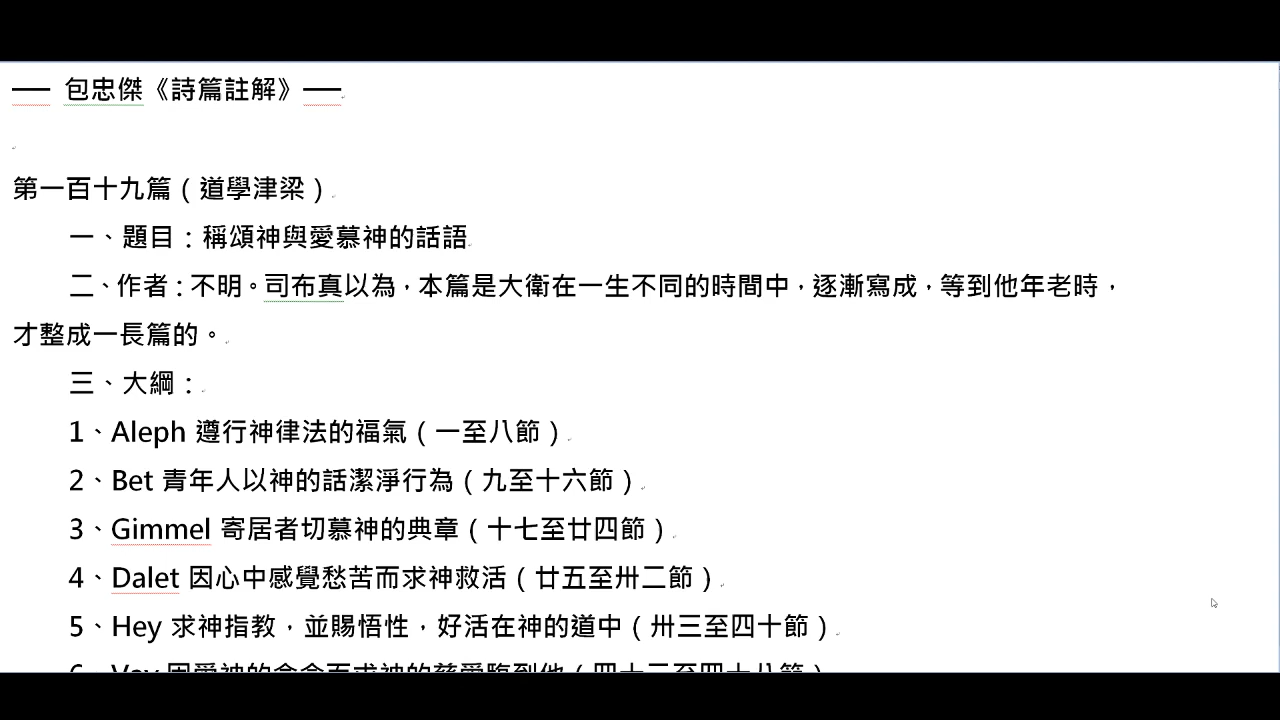 ── 包忠傑《詩篇註解》──
第一百十九篇（道學津梁）
一、題目：稱頌神與愛慕神的話語
二、作者：不明。司布真以為，本篇是大衛在一生不同的時間中，逐漸寫成，等到他年老時，
才整成一長篇的。
三、大綱：
1、Aleph 遵行神律法的福氣（一至八節）
2、Bet 青年人以神的話潔淨行為（九至十六節）
3、Gimmel 寄居者切慕神的典章（十七至廿四節）
4、Dalet 因心中感覺愁苦而求神救活（廿五至卅二節）
5、Hey 求神指教，並賜悟性，好活在神的道中（卅三至四十節）